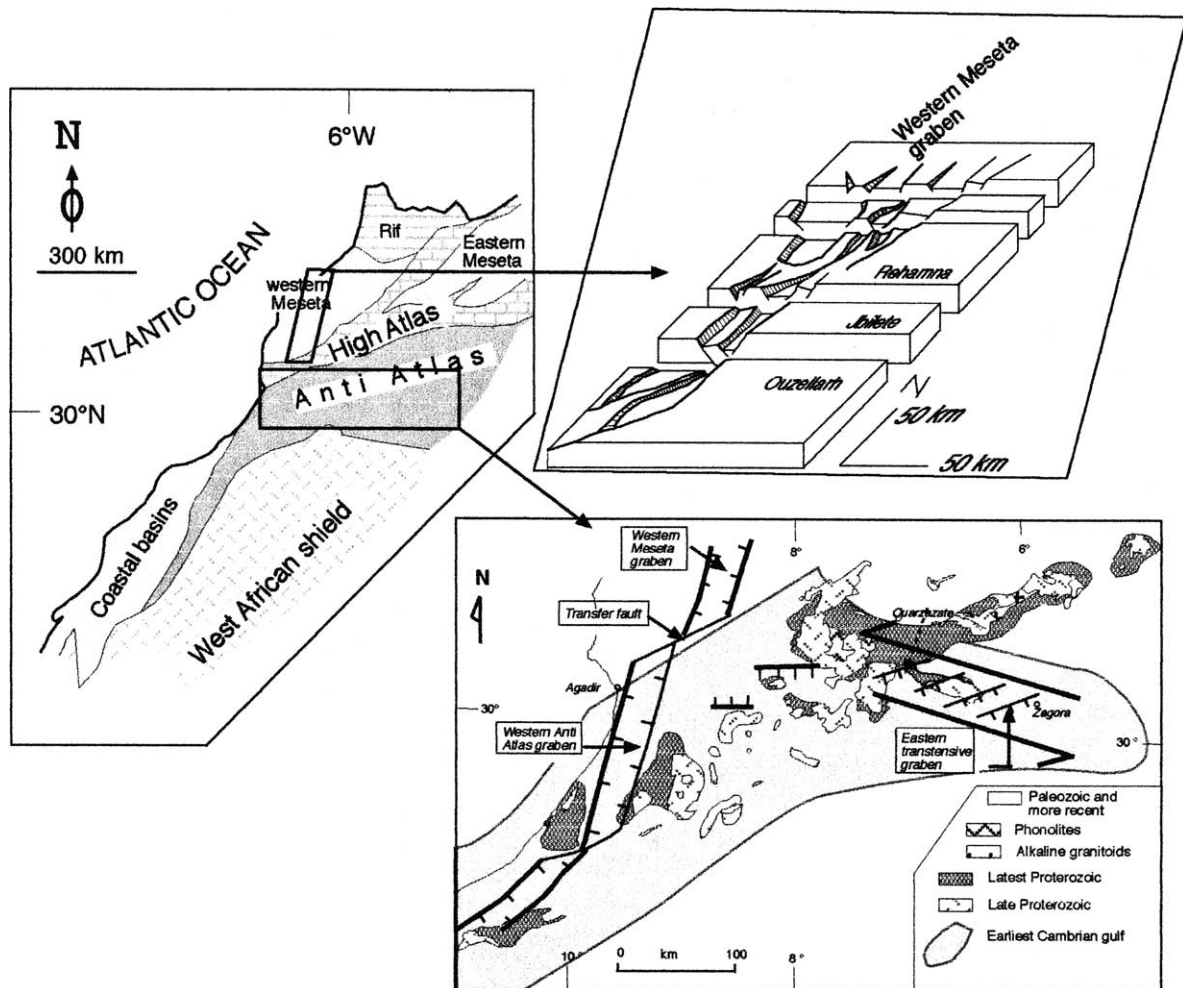 N
6°W
300 km
Rif
Eastern
Meseta
western
Meseta
ATLANTIC OCEAN
High Atlas
Anti Atlas
30°N
Coastal basins
West African shield
Western Meseta
graben
Rehamna
Jbilete
Ouzellarh
N
50 km
50 km
Western
Meseta
graben
8°
6°
N
Transfer fault
Ouarzazate
Agadir
30°
Zagora
Western Anti
Atlas graben
Eastern
transtensive
graben
30°
Paleozoic and
more recent
Phonolites
Alkaline granitoids
Latest Proterozoic
Late Proterozoic
Earliest Cambrian gulf
10°
0 km 100
8°